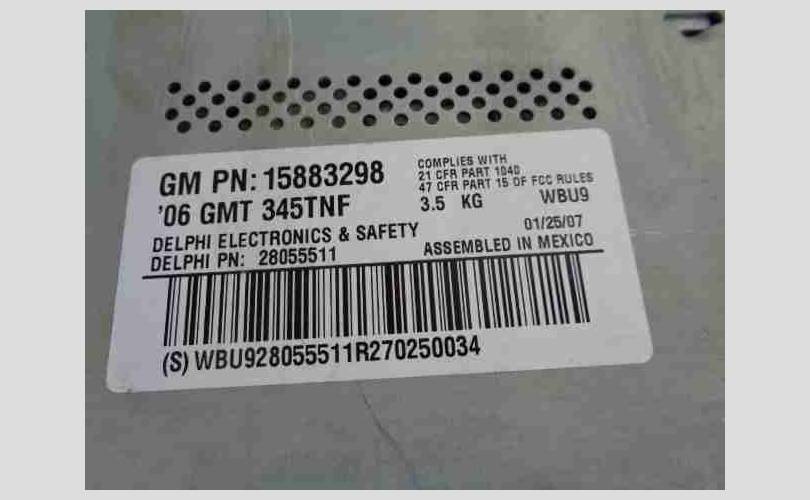 GM PN: 15883298
'06 GMT 345TNF
COMPLIES WITH
21 CFR PART 1040
47 CFR PART 15 OF FCC RULES
3.5 KG WBU9
DELPHI ELECTRONICS & SAFETY 01/25/07
DELPHI PN: 28055511 ASSEMBLED IN MEXICO
(S) WBU928055511R270250034